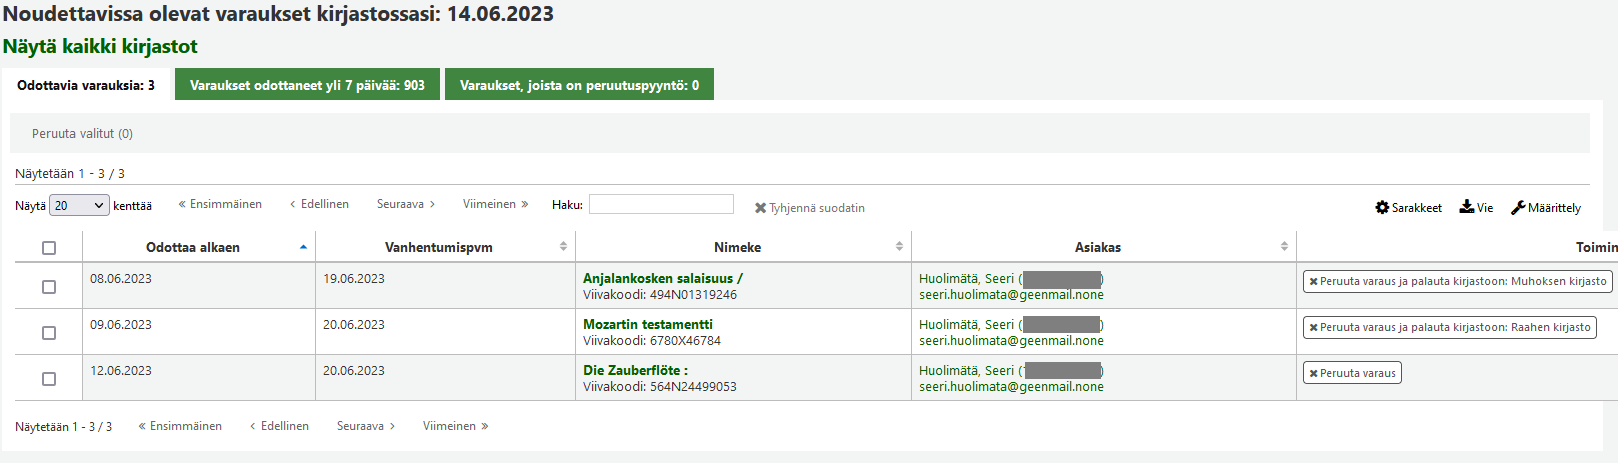 Noudettavissa olevat varaukset kirjastossasi: 14.06.2023
Näytä kaikki kirjastot
Odottavia varauksia: 3 Varaukset odottaneet yli 7 päivää: 903 Varaukset, joista on peruutuspyyntö: 0
Peruuta valitut (0)
Näytetään 1 - 3 / 3
Näytä 20 kenttää « Ensimmäinen ‹ Edellinen Seuraava › Viimeinen » Haku: Tyhjennä suodatin Sarakkeet Vie Määrittely
Odottaa alkaen Vanhentumispvm Nimeke Asiakas Toimin
08.06.2023 19.06.2023 Anjalankosken salaisuus / Huolimätä, Seeri ( ) Peruuta varaus ja palauta kirjastoon: Muhoksen kirjasto
Viivakoodi: 494N01319246 seeri.huolimata@geenmail.none
09.06.2023 20.06.2023 Mozartin testamentti Huolimätä, Seeri ( ) Peruuta varaus ja palauta kirjastoon: Raahen kirjasto
Viivakoodi: 6780X46784 seeri.huolimata@geenmail.none
12.06.2023 20.06.2023 Die Zauberflöte : Huolimätä, Seeri ( ) Peruuta varaus
Viivakoodi: 564N24499053 seeri.huolimata@geenmail.none
Näytetään 1 - 3 / 3 « Ensimmäinen ‹ Edellinen Seuraava › Viimeinen »